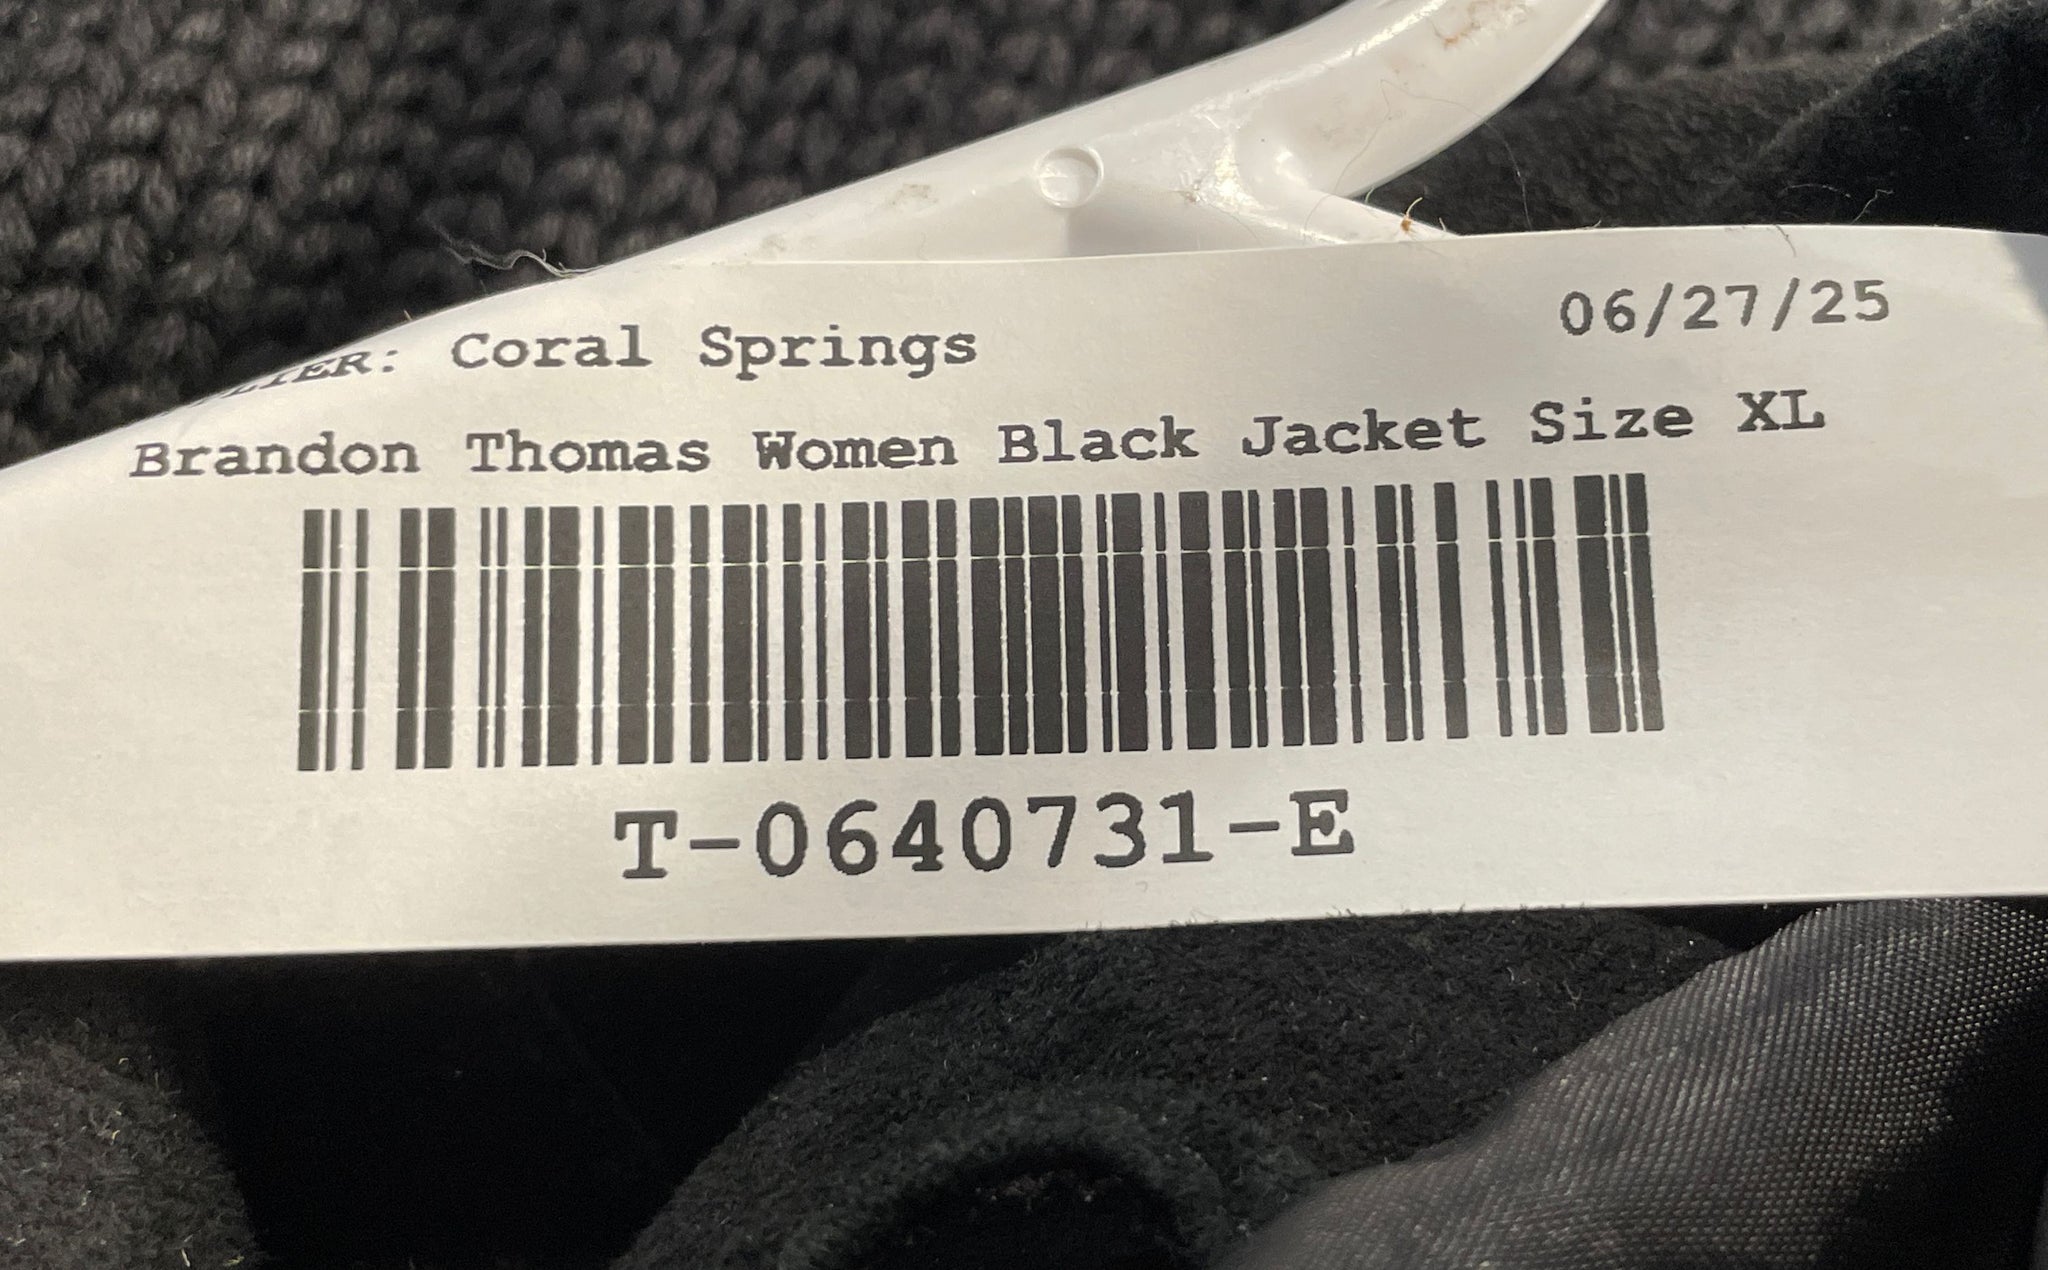 Coral Springs 06/27/25
Brandon Thomas Women Black Jacket Size XL
T-0640731-E